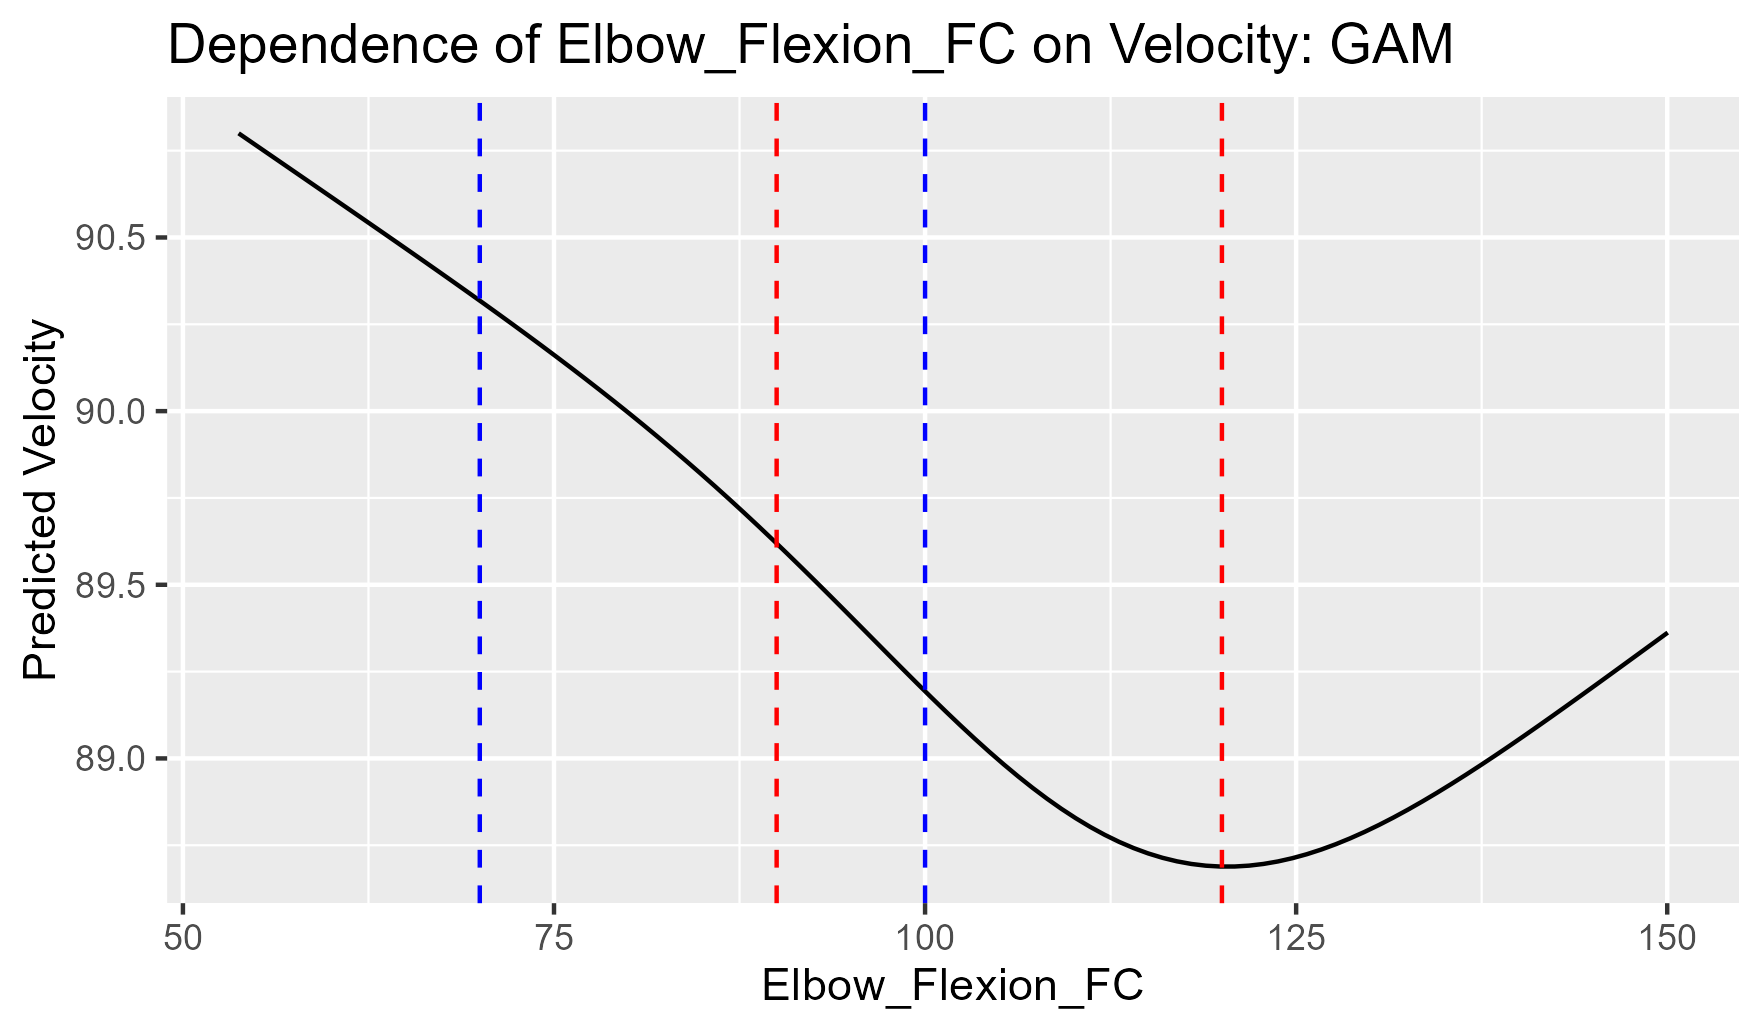 Dependence of Elbow_Flexion_FC on Velocity: GAM
Predicted Velocity
90.5
90.0
89.5
89.0
50 75 100 125 150
Elbow_Flexion_FC